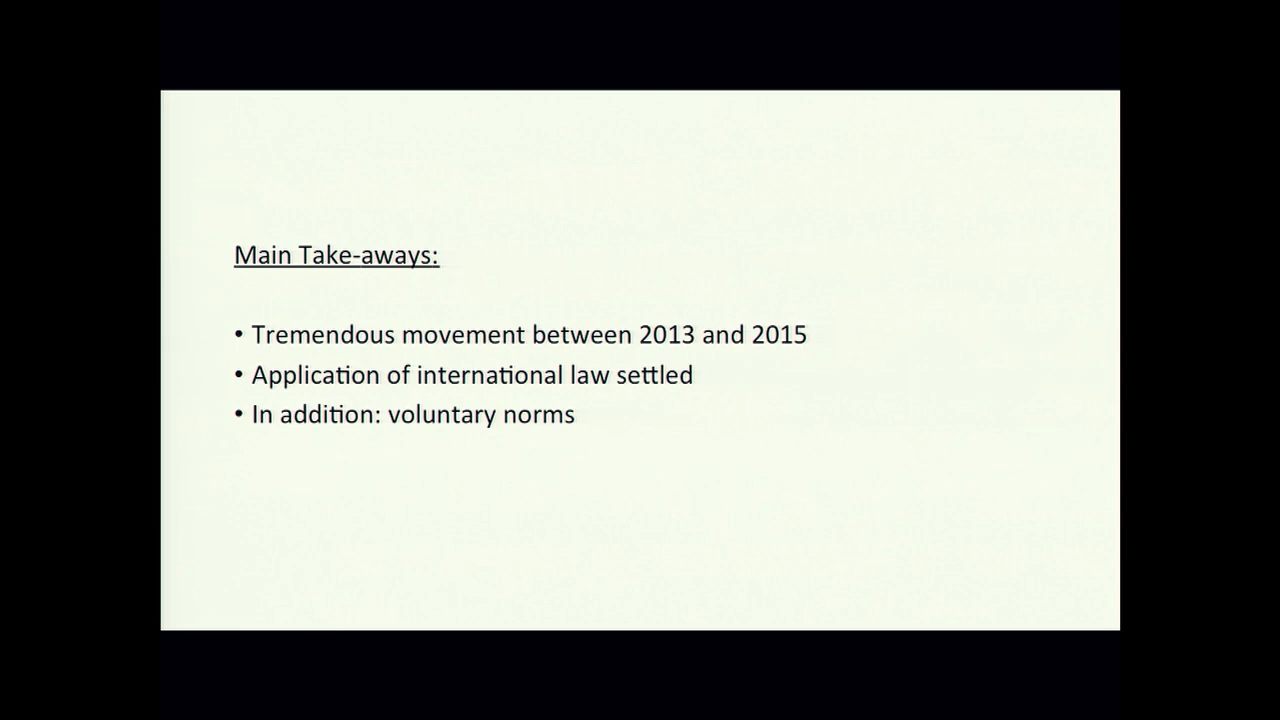 Main Take-aways:
• Tremendous movement between 2013 and 2015
• Application of international law settled
• In addition: voluntary norms